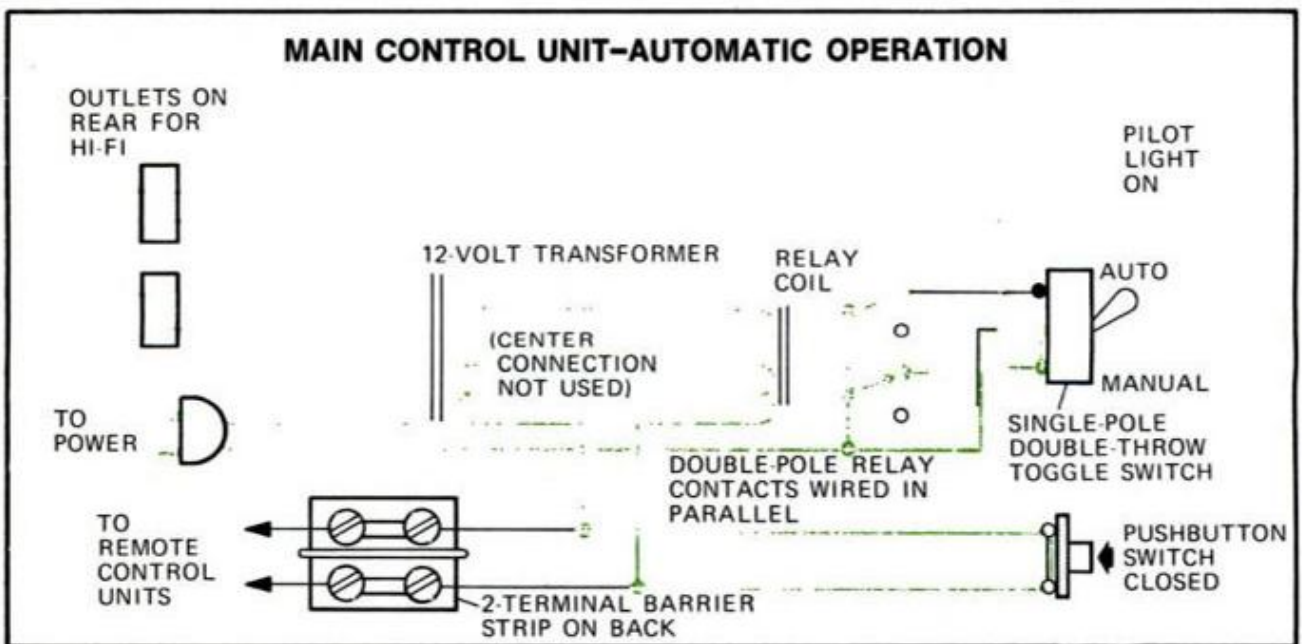 MAIN CONTROL UNIT–AUTOMATIC OPERATION
OUTLETS ON
REAR FOR
HI-FI
PILOT
LIGHT
ON
12-VOLT TRANSFORMER
RELAY
COIL
AUTO
(CENTER
CONNECTION
NOT USED)
MANUAL
TO
POWER
SINGLE-POLE
DOUBLE-THROW
TOGGLE SWITCH
DOUBLE-POLE RELAY
CONTACTS WIRED IN
PARALLEL
TO
REMOTE
CONTROL
UNITS
PUSHBUTTON
SWITCH
CLOSED
2-TERMINAL BARRIER
STRIP ON BACK